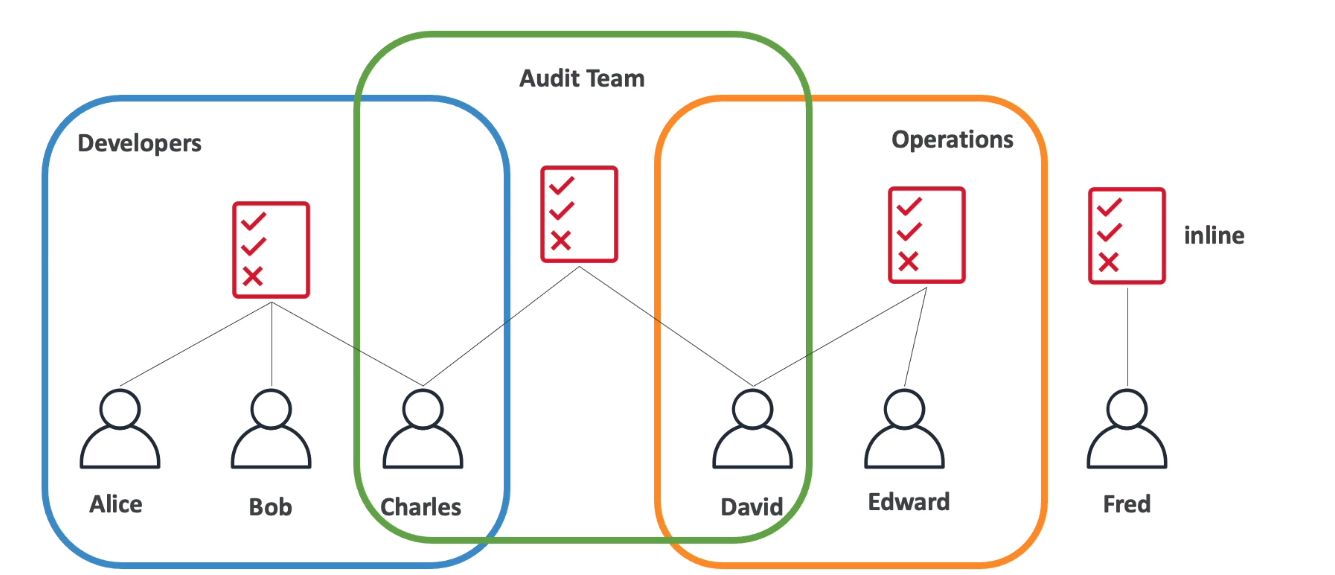 Audit Team
Developers
Operations
inline
Alice
Bob
Charles
David
Edward
Fred